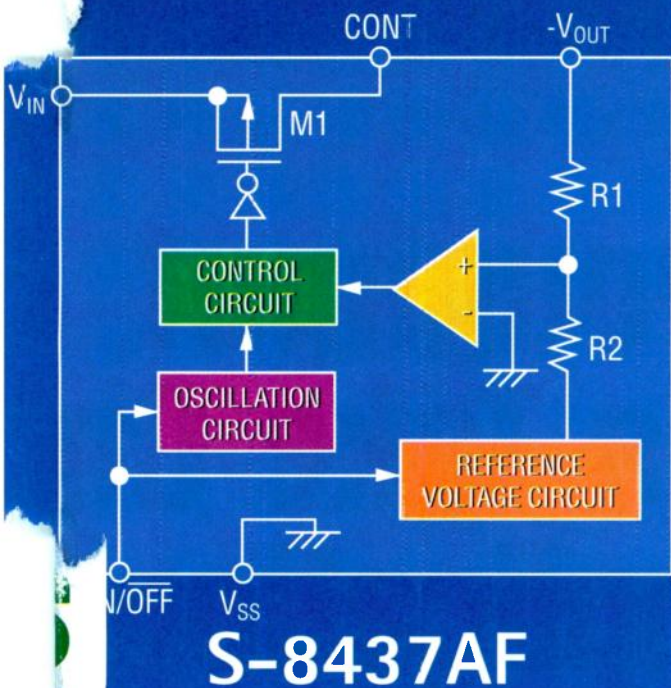 CONT
-VOUT
VIN
M1
R1
CONTROL
CIRCUIT
+
-
R2
OSCILLATION
CIRCUIT
REFERENCE
VOLTAGE CIRCUIT
N/OFF
VSS
S-8437AF